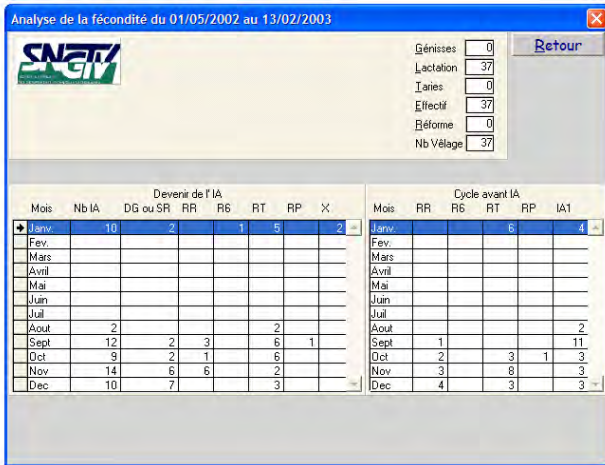 Analyse de la fécondité du 01/05/2002 au 13/02/2003
SNGTV
Génisses 0
Lactation 37
Taries 0
Effectif 37
Réforme 0
Nb Vêlage 37
Retour
Devenir de l' IA
Mois Nb IA DG ou SR RR R6 RT RP X
Janv. 10 2 1 5 2
Fev.
Mars
Avril
Mai
Juin
Juil
Aout 2 2
Sept 12 2 3 6 1
Oct 9 2 1 6
Nov 14 6 6 2
Dec 10 7 3
Cycle avant IA
Mois RR R6 RT RP IA1
Janv. 6 4
Fev.
Mars
Avril
Mai
Juin
Juil
Aout 2
Sept 1 11
Oct 2 3 1 3
Nov 3 8 3
Dec 4 3 3